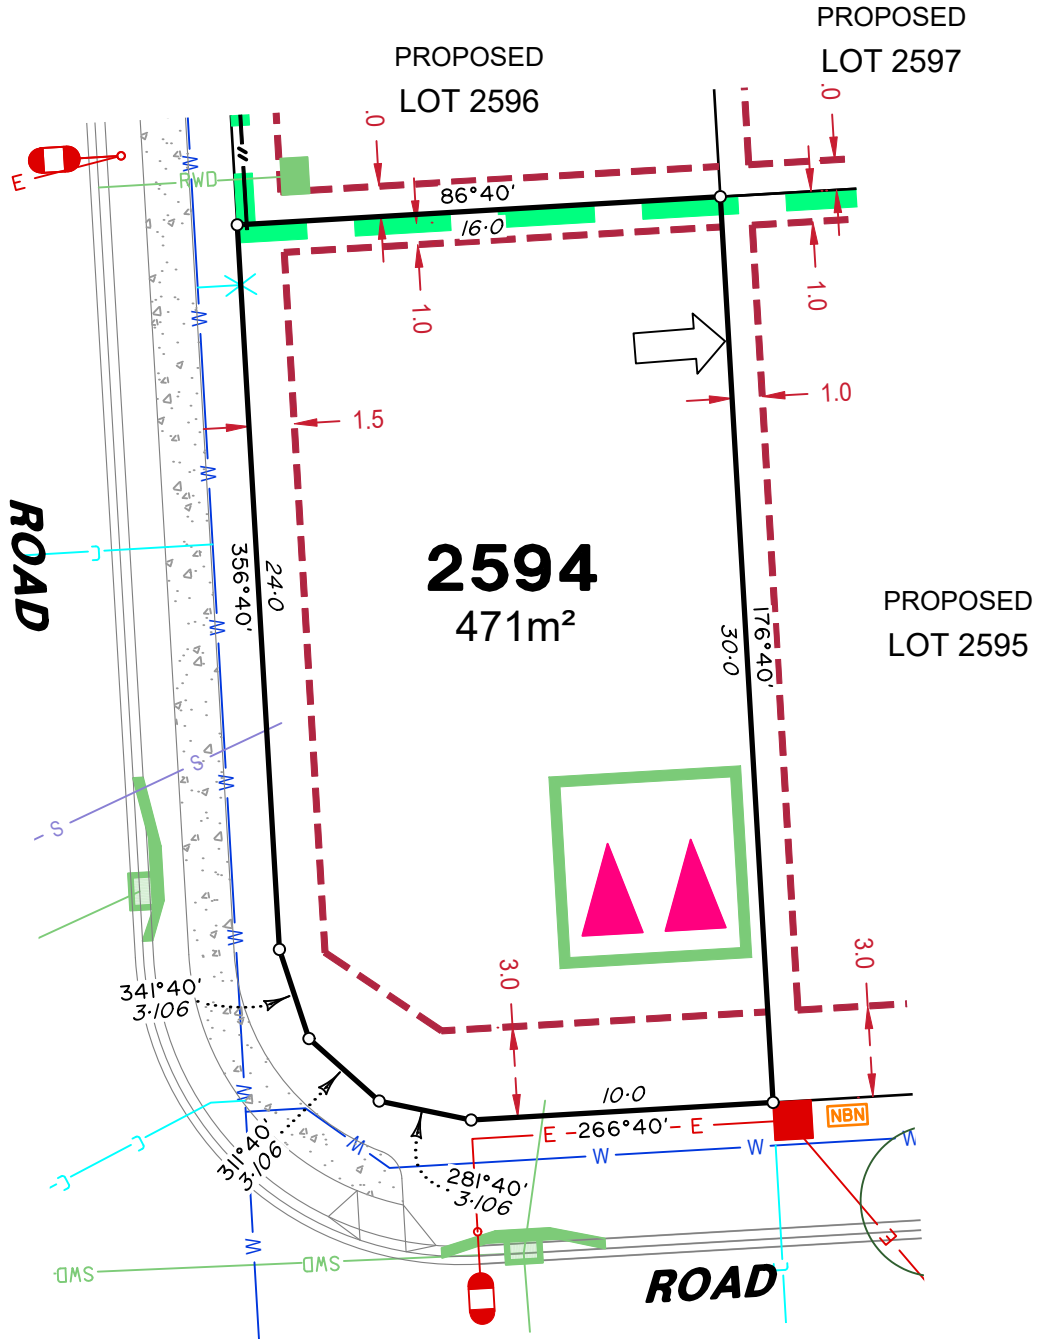 PROPOSED
LOT 2597
PROPOSED
LOT 2596
.0
.0
E
RWD
86°40'
16·0
W
1.0
1.0
W
1.5
1.0
W
ROAD
C
356°40'
24·0
2594
471m²
PROPOSED
LOT 2595
176°40'
30·0
W
S
S
W
W
3.0
3.0
341°40'
3·106
W
10·0
NBN
E
266°40'
E
W
W
W
W
311°40'
3·106
281°40'
3·106
C
C
W
E
SWD
SWD
ROAD
C